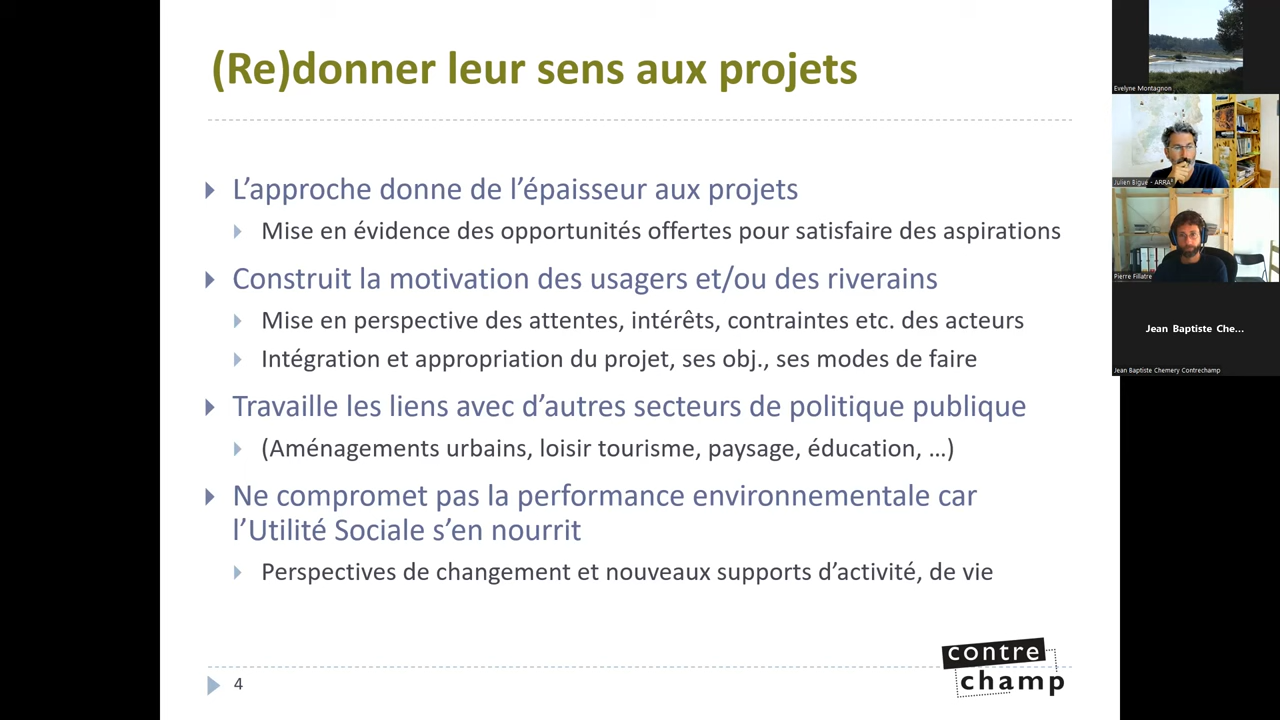 (Re)donner leur sens aux projets
L’approche donne de l’épaisseur aux projets
Mise en évidence des opportunités offertes pour satisfaire des aspirations
Construit la motivation des usagers et/ou des riverains
Mise en perspective des attentes, intérêts, contraintes etc. des acteurs
Intégration et appropriation du projet, ses obj., ses modes de faire
Travaille les liens avec d’autres secteurs de politique publique
(Aménagements urbains, loisir tourisme, paysage, éducation, …)
Ne compromet pas la performance environnementale car
l’Utilité Sociale s’en nourrit
Perspectives de changement et nouveaux supports d’activité, de vie
4
contre
champ
Evelyne Montagnon
Julien Bigué - ARRA²
Pierre Fillatre
Jean Baptiste Che...
Jean Baptiste Chemery Contrechamp